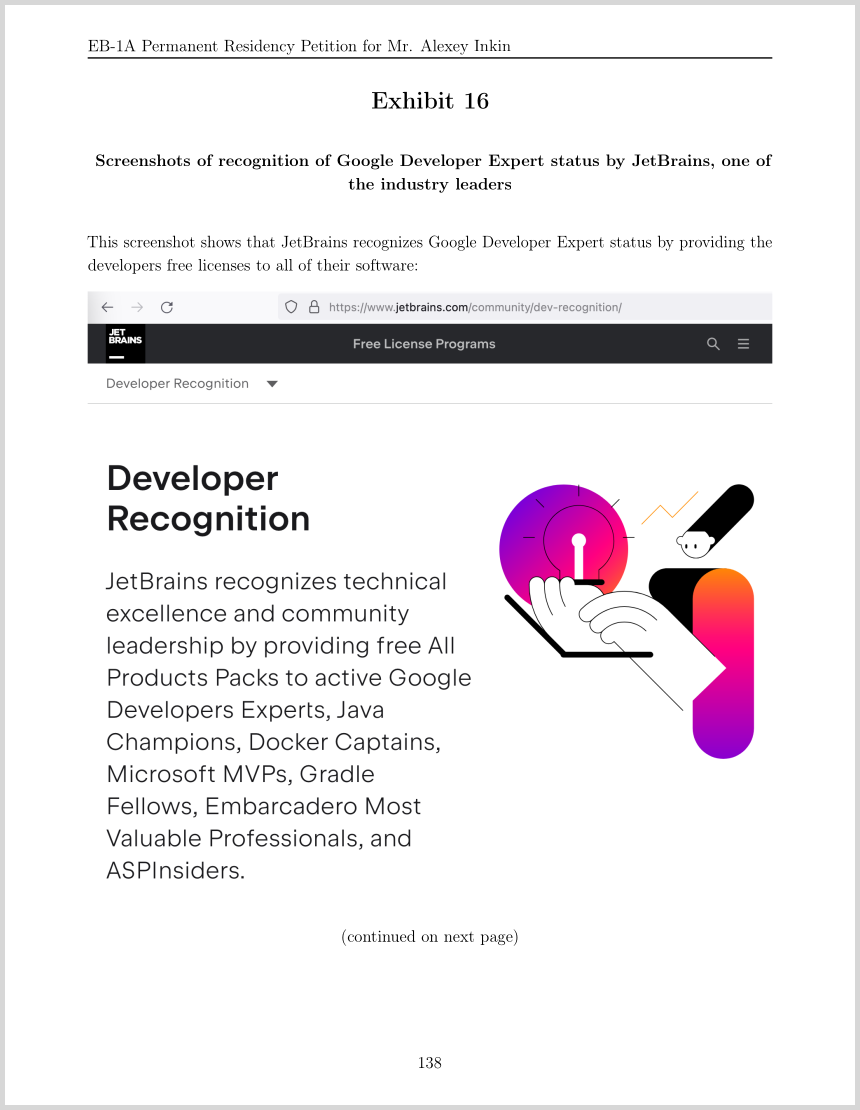 EB-1A Permanent Residency Petition for Mr. Alexey Inkin
Exhibit 16
Screenshots of recognition of Google Developer Expert status by JetBrains, one of
the industry leaders
This screenshot shows that JetBrains recognizes Google Developer Expert status by providing the
developers free licenses to all of their software:
https://www.jetbrains.com/community/dev-recognition/
JET
BRAINS
Free License Programs
Developer Recognition
Developer
Recognition
JetBrains recognizes technical
excellence and community
leadership by providing free All
Products Packs to active Google
Developers Experts, Java
Champions, Docker Captains,
Microsoft MVPs, Gradle
Fellows, Embarcadero Most
Valuable Professionals, and
ASPInsiders.
(continued on next page)
138